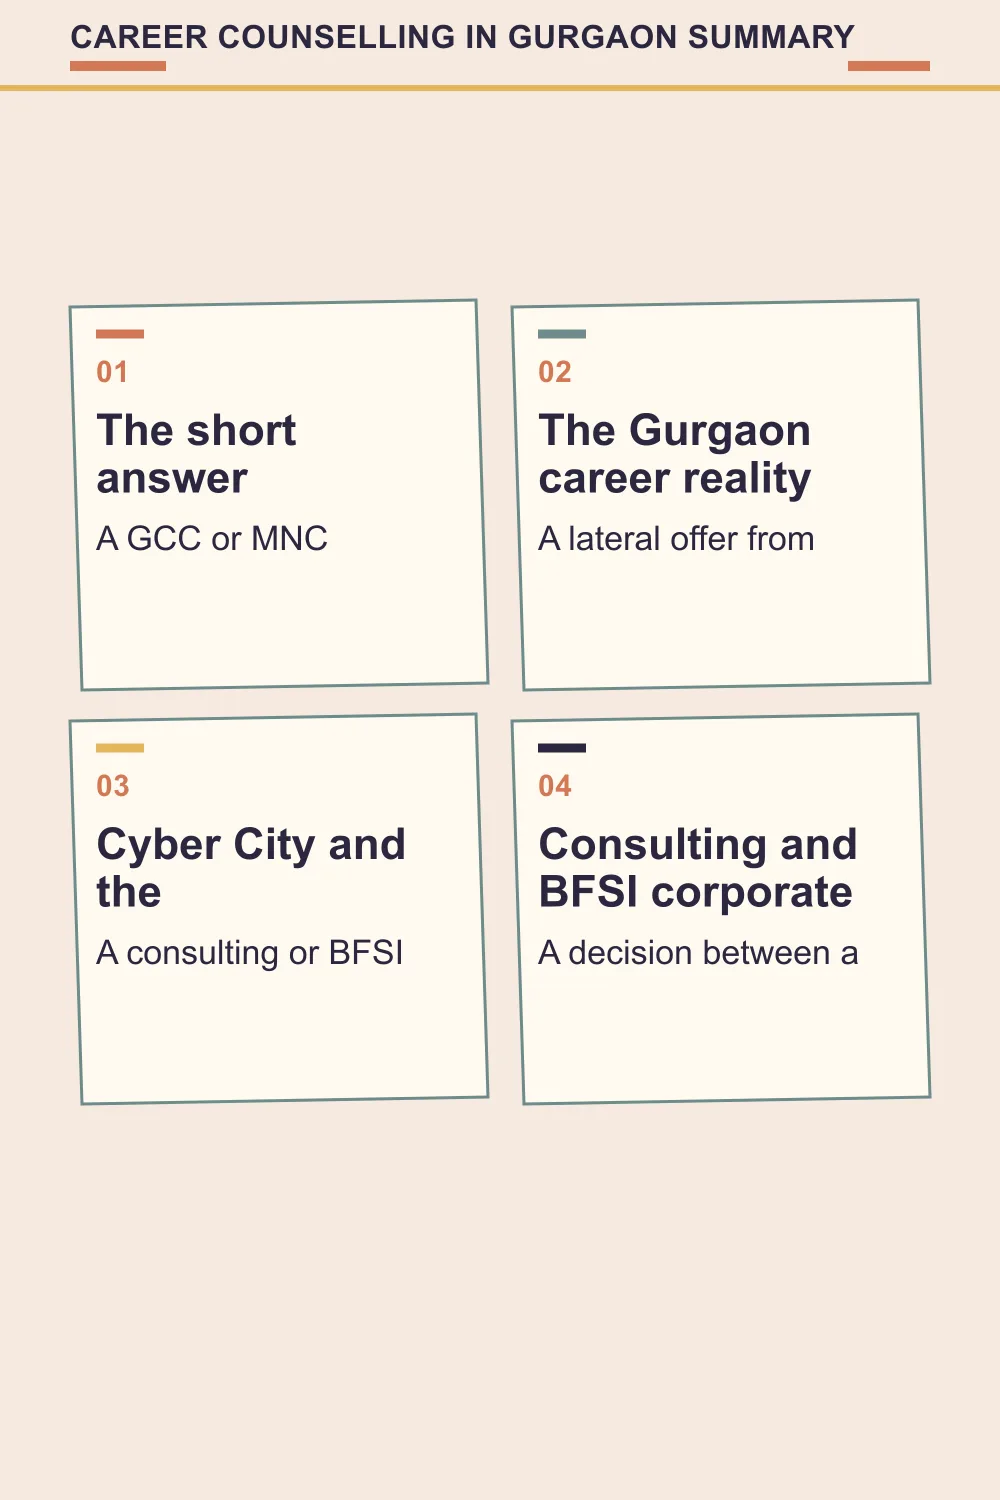 CAREER COUNSELLING IN GURGAON SUMMARY
01
The short
answer
A GCC or MNC
02
The Gurgaon
career reality
A lateral offer from
03
Cyber City and
the
A consulting or BFSI
04
Consulting and
BFSI corporate
A decision between a